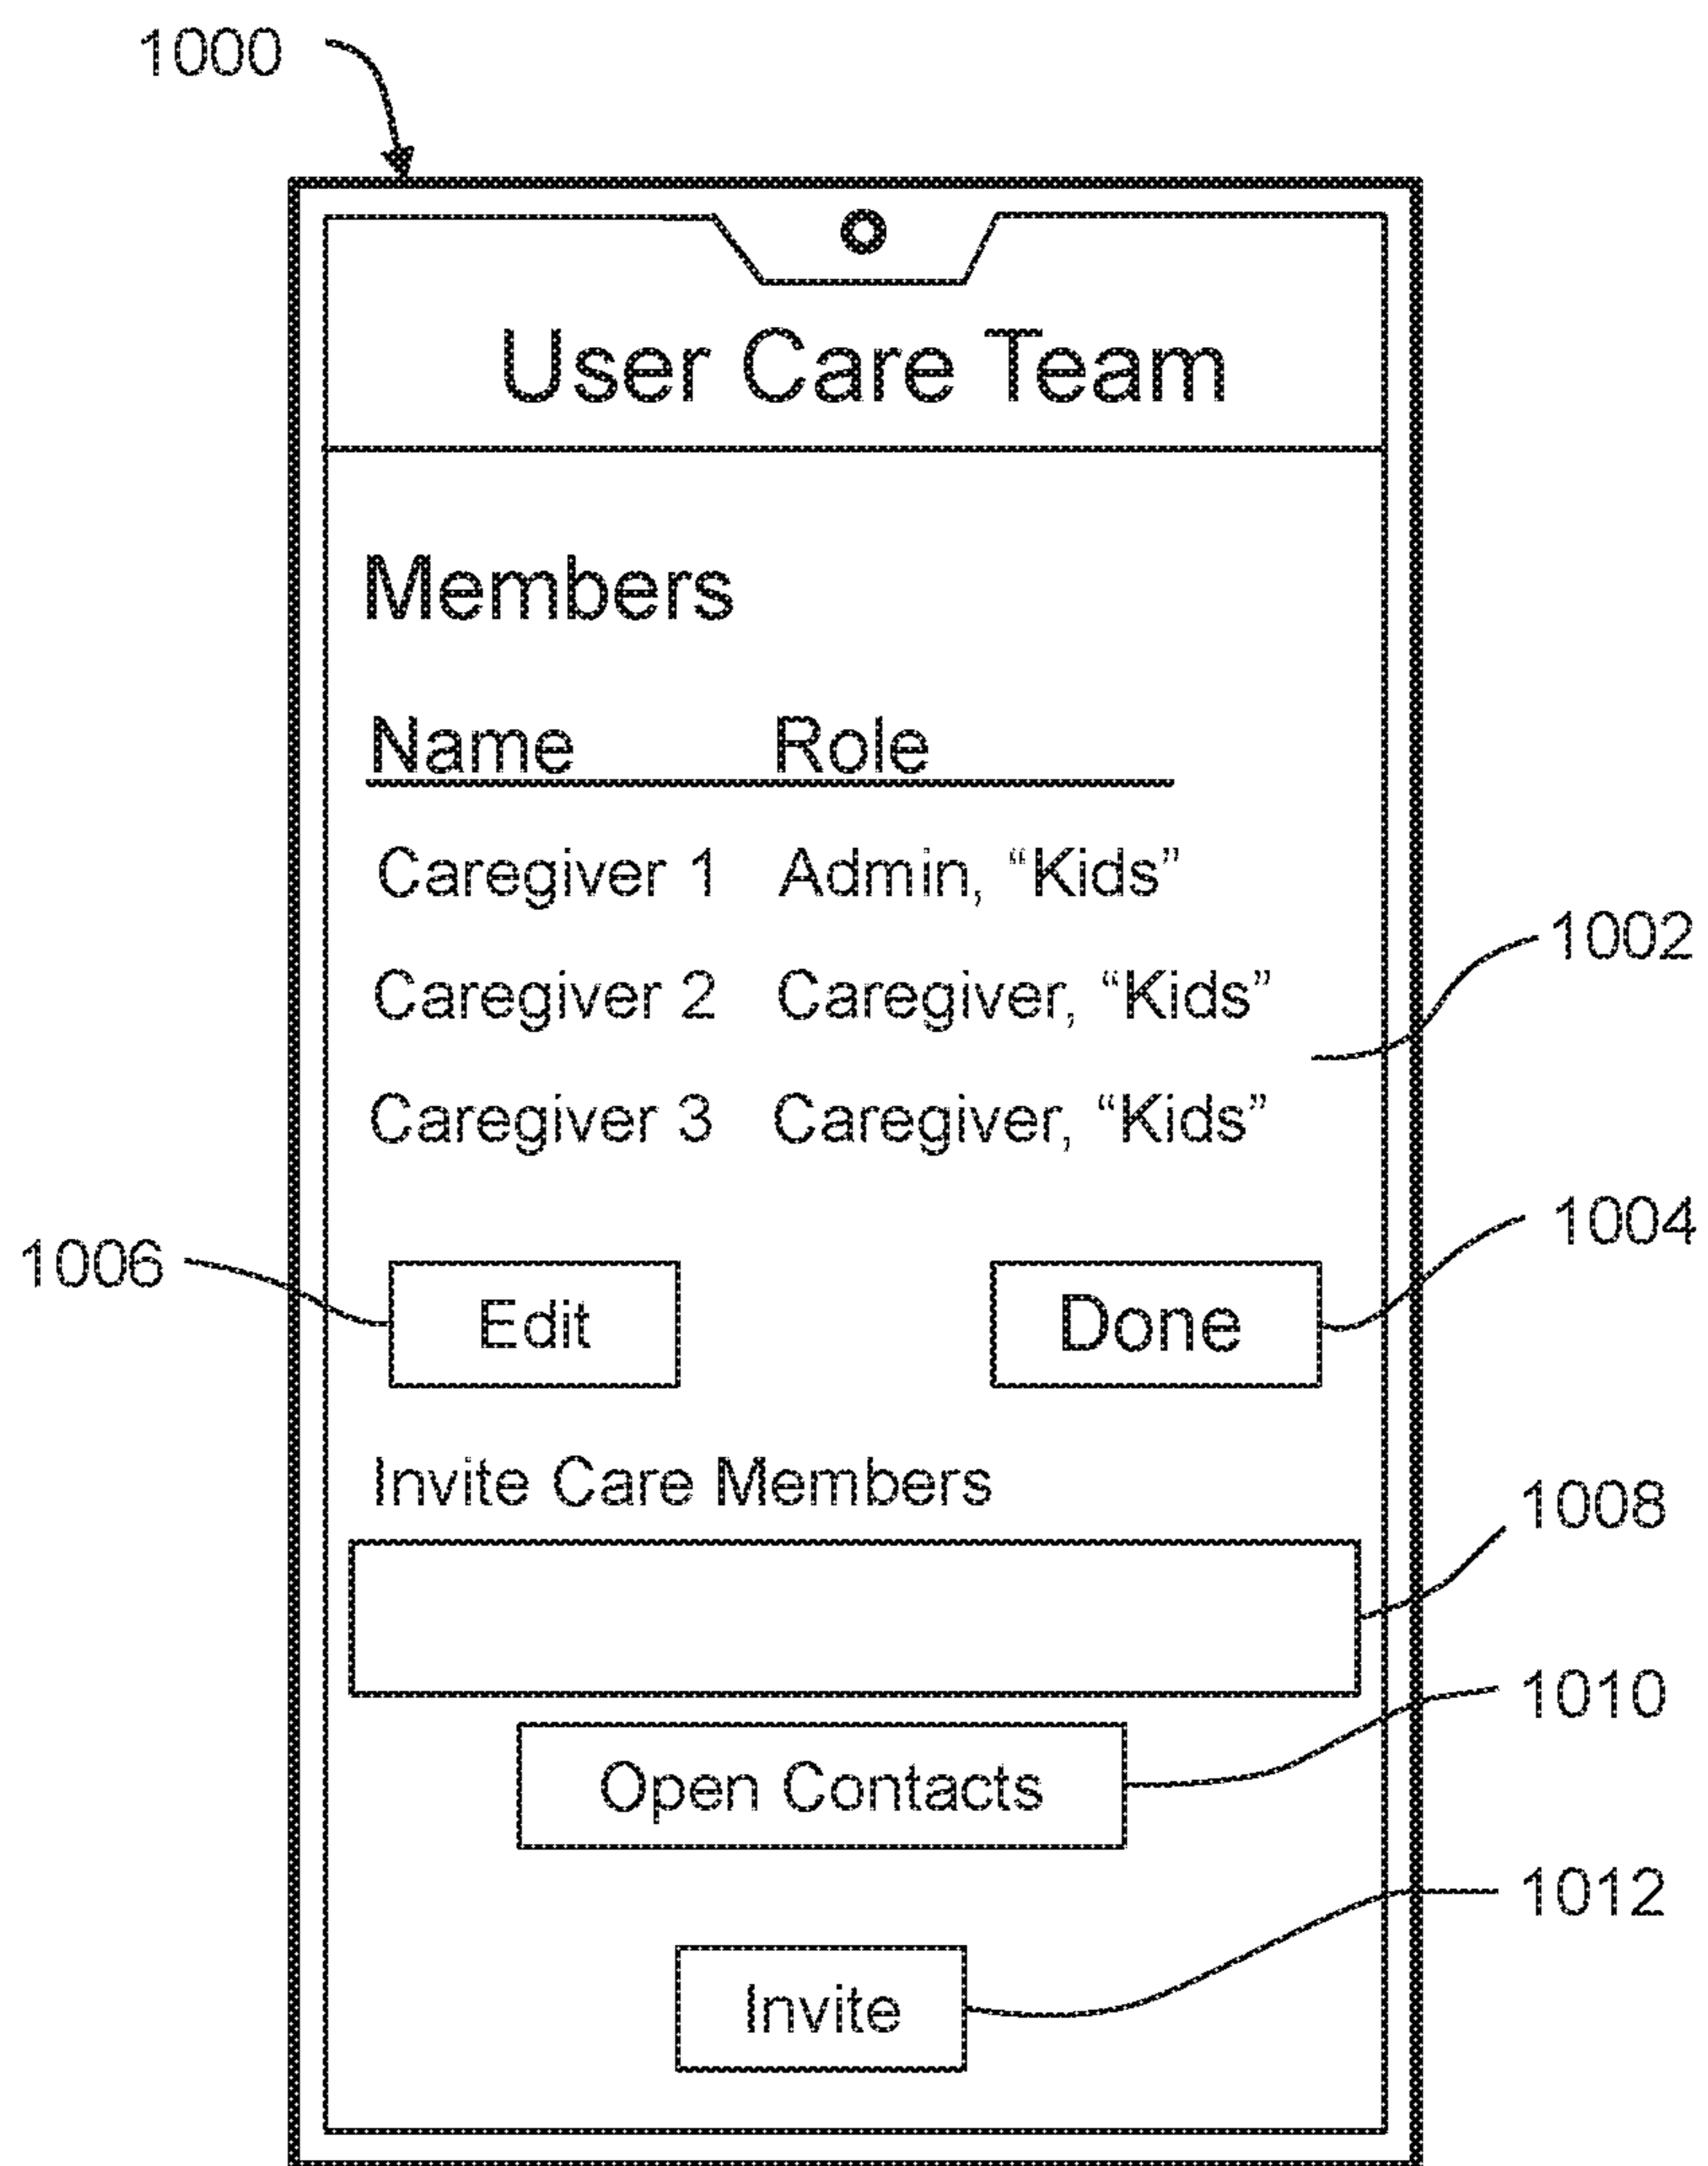 1000
User Care Team
Members
Name Role
Caregiver 1 Admin, “Kids”
1002
Caregiver 2 Caregiver, “Kids”
Caregiver 3 Caregiver, “Kids”
1004
1006
Edit Done
Invite Care Members
1008
1010
Open Contacts
1012
Invite